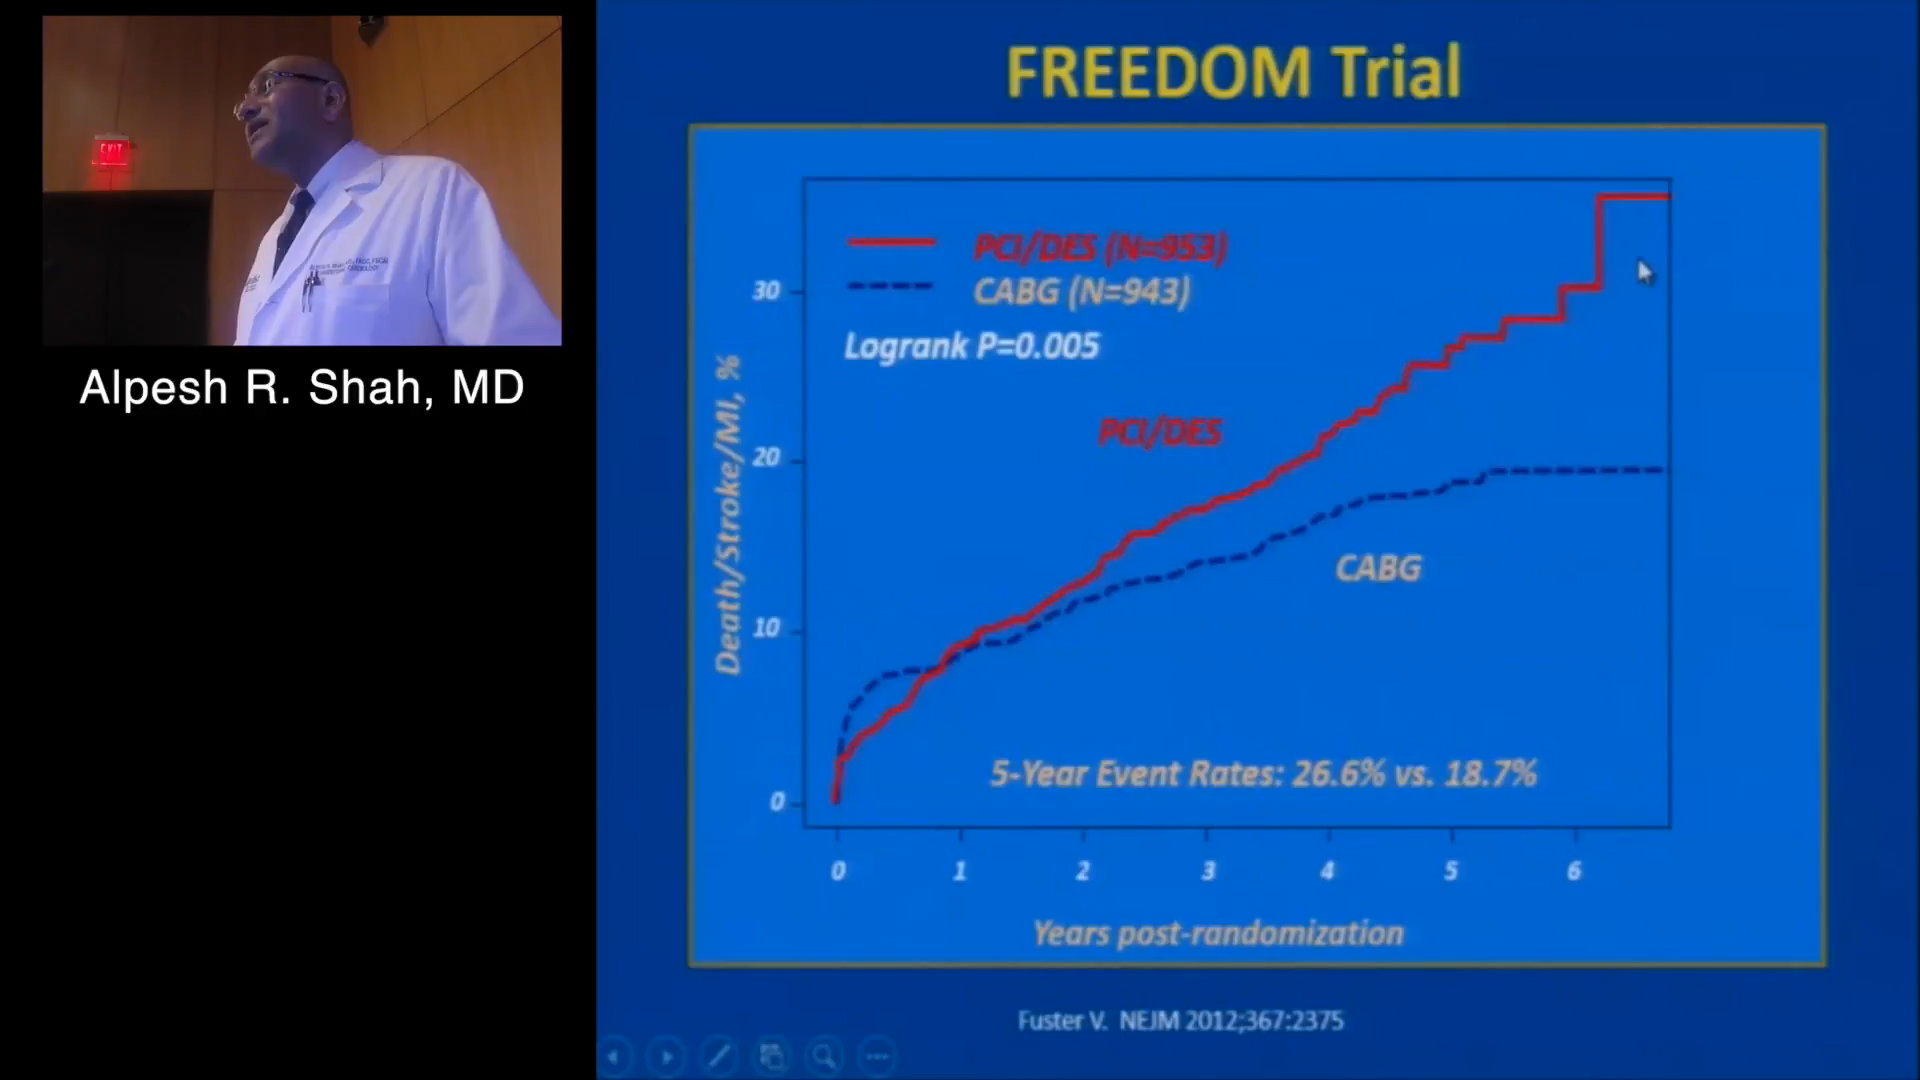 EXIT
Alpesh R. Shah, MD
FREEDOM Trial
PCI/DES (N=953)
CABG (N=943)
Logrank P=0.005
Death/Stroke/MI, %
30
20
10
0
PCI/DES
CABG
5-Year Event Rates: 26.6% vs. 18.7%
0 1 2 3 4 5 6
Years post-randomization
Fuster V. NEJM 2012;367:2375